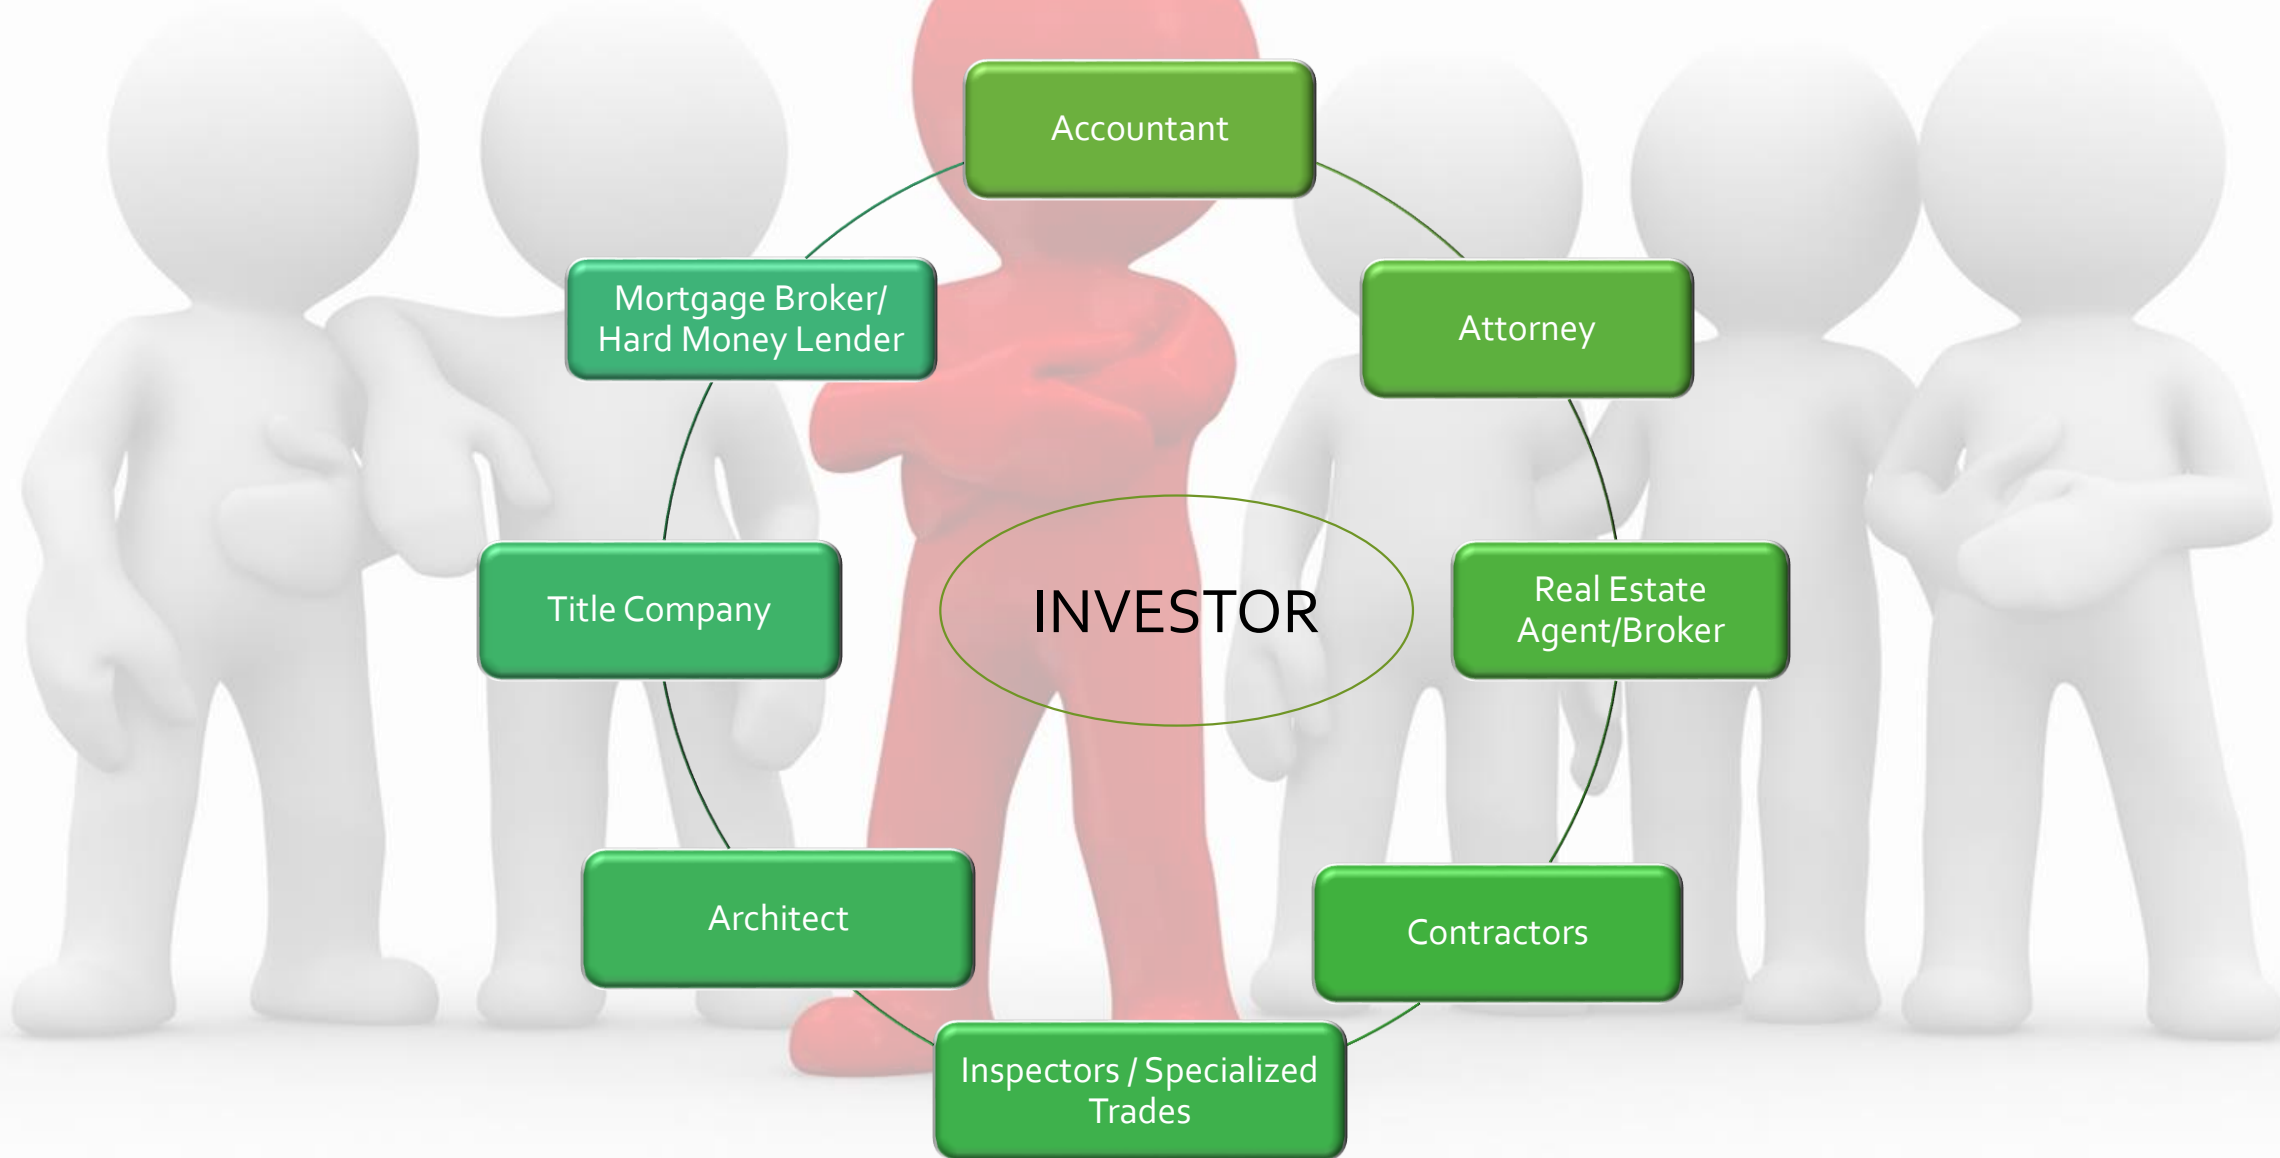 Accountant
Attorney
Real Estate
Agent/Broker
Contractors
Inspectors / Specialized
Trades
Architect
Title Company
Mortgage Broker/
Hard Money Lender
INVESTOR